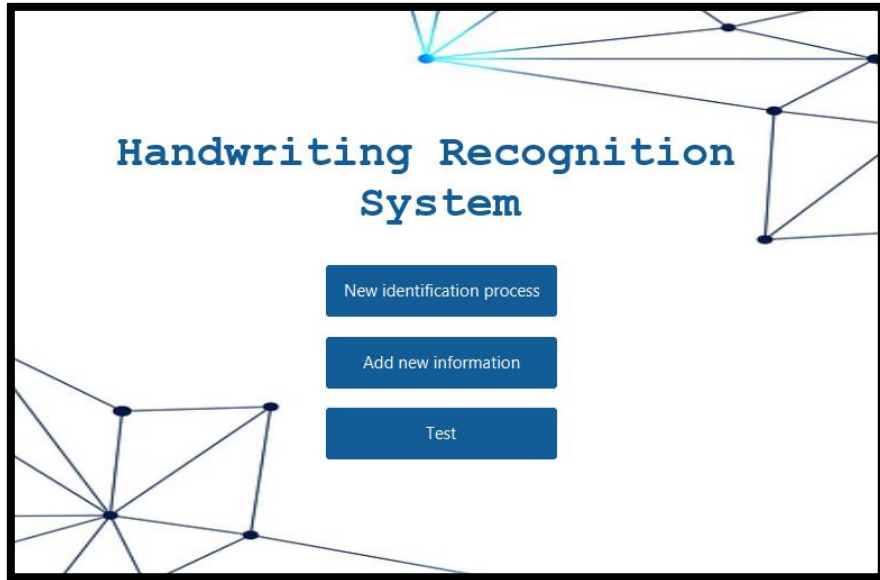 Handwriting Recognition
System
New identification process
Add new information
Test